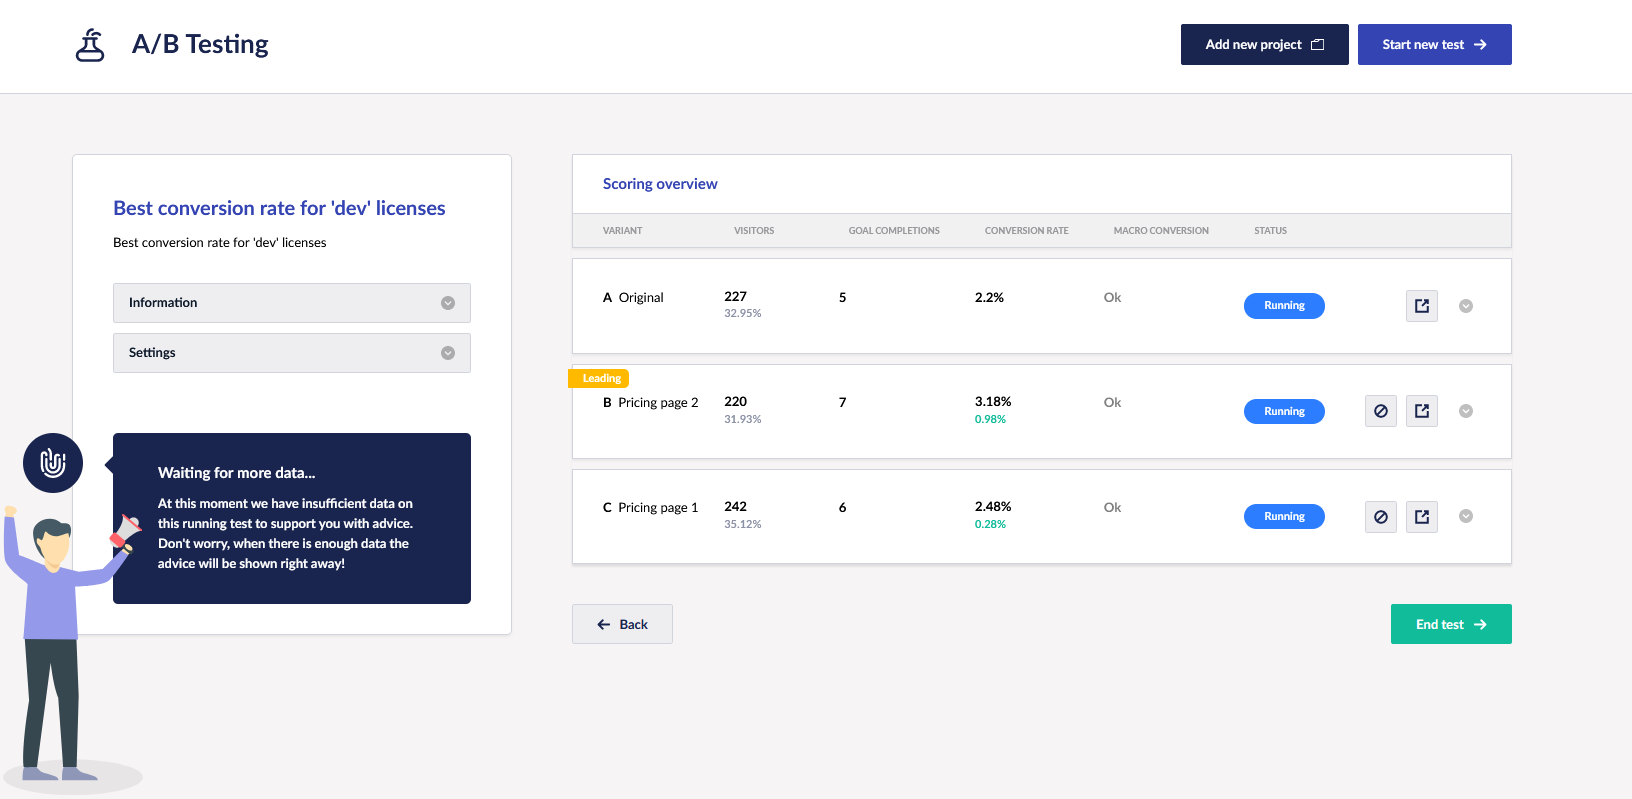 A/B Testing
Add new project
Start new test
Best conversion rate for 'dev' licenses
Best conversion rate for 'dev' licenses
Information
Settings
Waiting for more data...
At this moment we have insufficient data on
this running test to support you with advice.
Don't worry, when there is enough data the
advice will be shown right away!
Scoring overview
VARIANT VISITORS GOAL COMPLETIONS CONVERSION RATE MACRO CONVERSION STATUS
A Original 227 5 2.2% Ok Running
32.95%
Leading
B Pricing page 2 220 7 3.18% Ok Running
31.93% 0.98%
C Pricing page 1 242 6 2.48% Ok Running
35.12% 0.28%
Back
End test